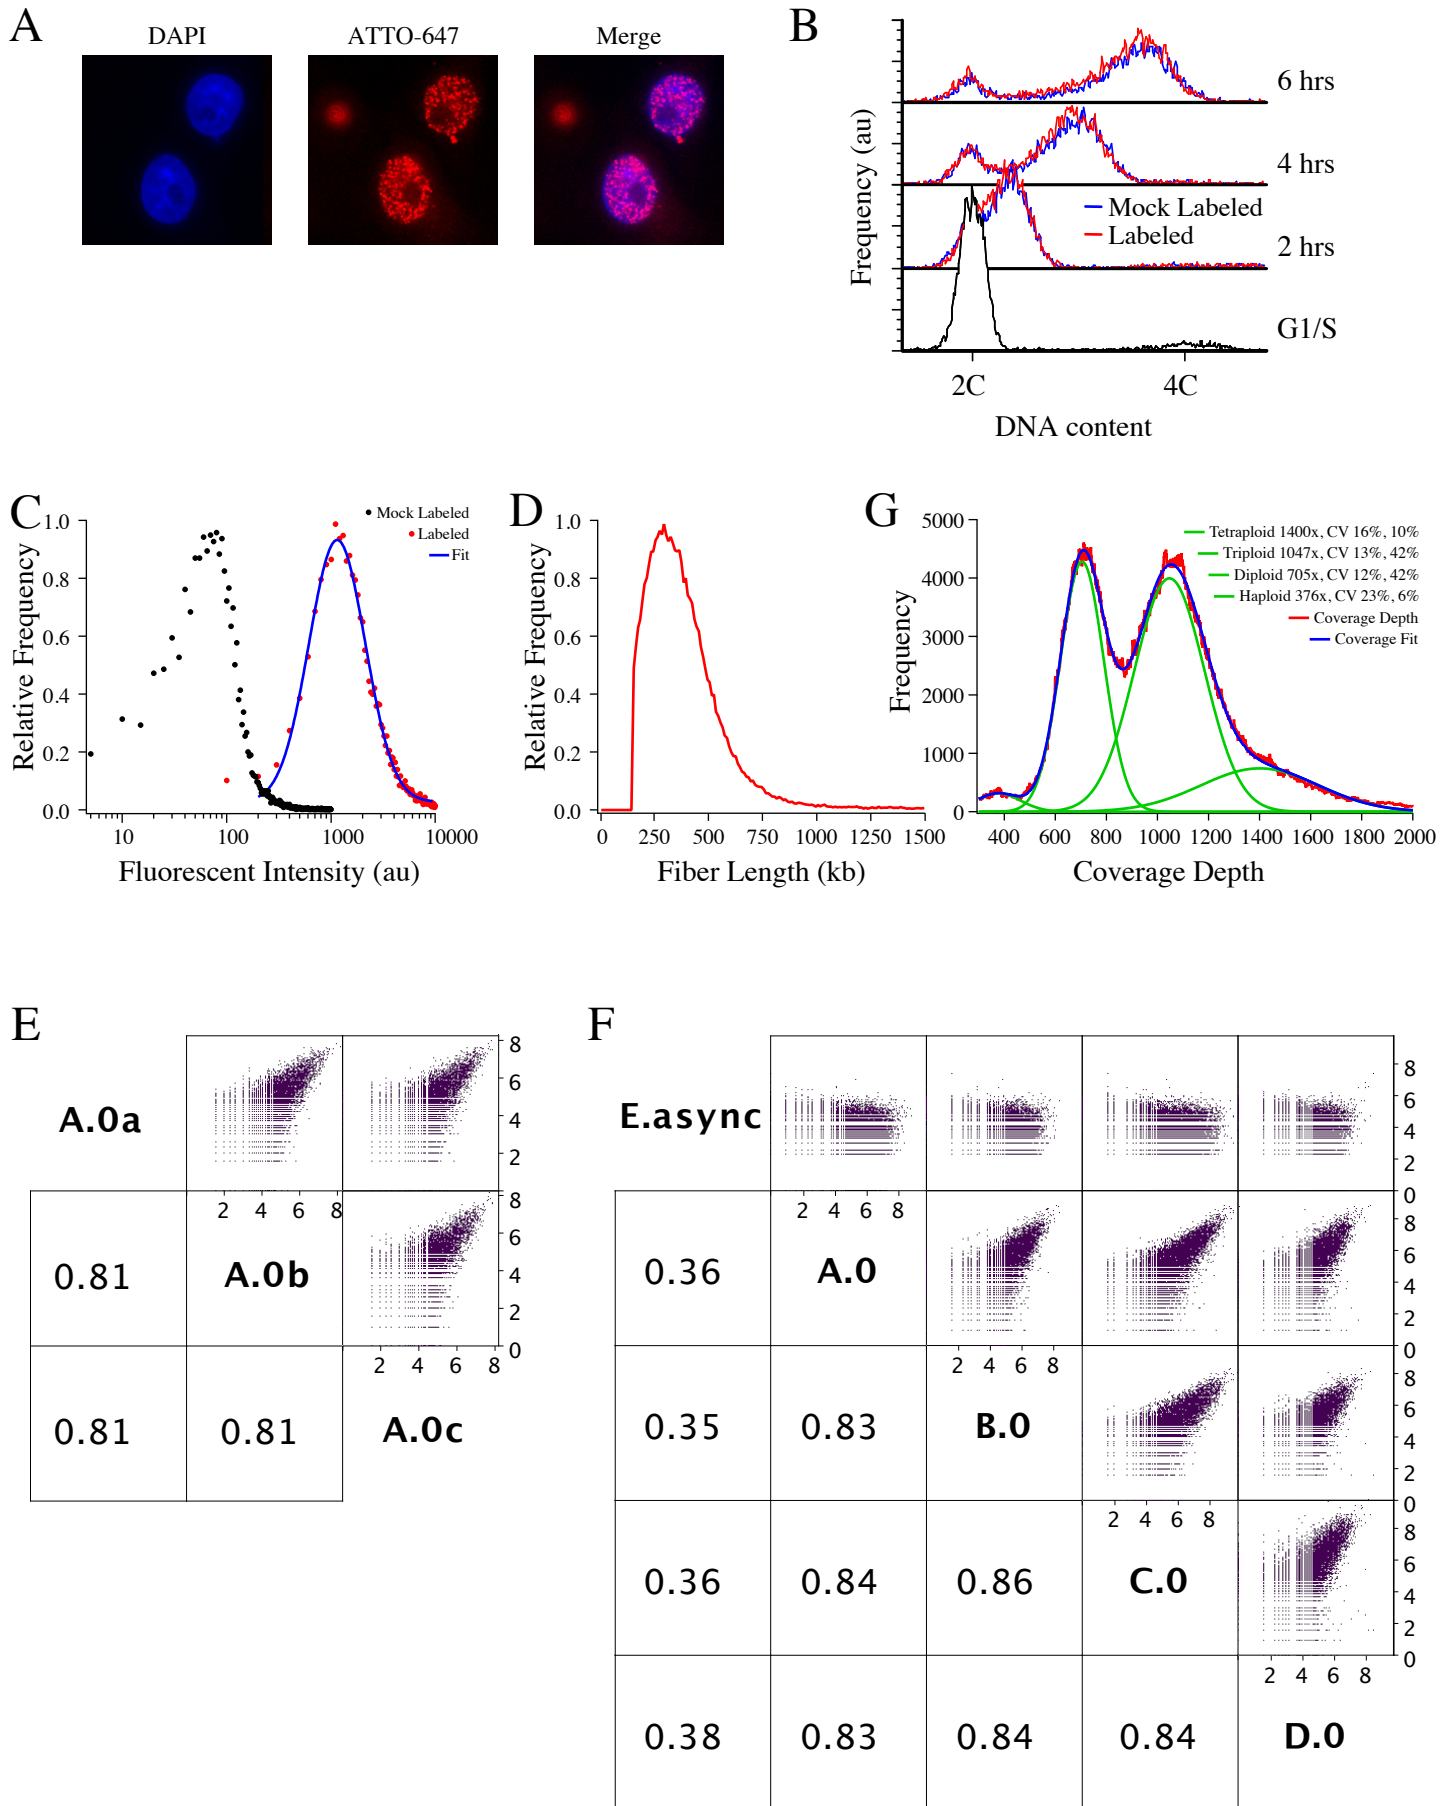 A
DAPI
ATTO-647
Merge
B
Frequency (au)
6 hrs
4 hrs
2 hrs
G1/S
Mock Labeled
Labeled
2C
4C
DNA content
C
Relative Frequency
1.0
0.8
0.6
0.4
0.2
0.0
Mock Labeled
Labeled
Fit
10
100
1000
10000
Fluorescent Intensity (au)
D
Relative Frequency
1.0
0.8
0.6
0.4
0.2
0.0
0
250
500
750
1000
1250
1500
Fiber Length (kb)
G
Frequency
5000
4000
3000
2000
1000
0
Tetraploid 1400x, CV 16%, 10%
Triploid 1047x, CV 13%, 42%
Diploid 705x, CV 12%, 42%
Haploid 376x, CV 23%, 6%
Coverage Depth
Coverage Fit
400
600
800
1000
1200
1400
1600
1800
2000
Coverage Depth
E
A.0a
8
6
4
2
0.81
2 4 6 8
A.0b
8
6
4
2
0
0.81
0.81
2 4 6 8
A.0c
F
E.async
8
6
4
2
0
0.36
2 4 6 8
A.0
8
6
4
2
0
0.35
0.83
2 4 6 8
B.0
8
6
4
2
0
0.36
0.84
0.86
2 4 6 8
C.0
8
6
4
2
0
0.38
0.83
0.84
0.84
2 4 6 8
D.0